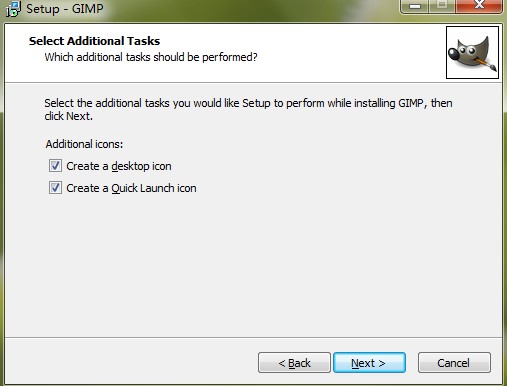 Setup - GIMP
Select Additional Tasks
Which additional tasks should be performed?
Select the additional tasks you would like Setup to perform while installing GIMP, then
click Next.
Additional icons:
Create a desktop icon
Create a Quick Launch icon
< Back
Next >
Cancel